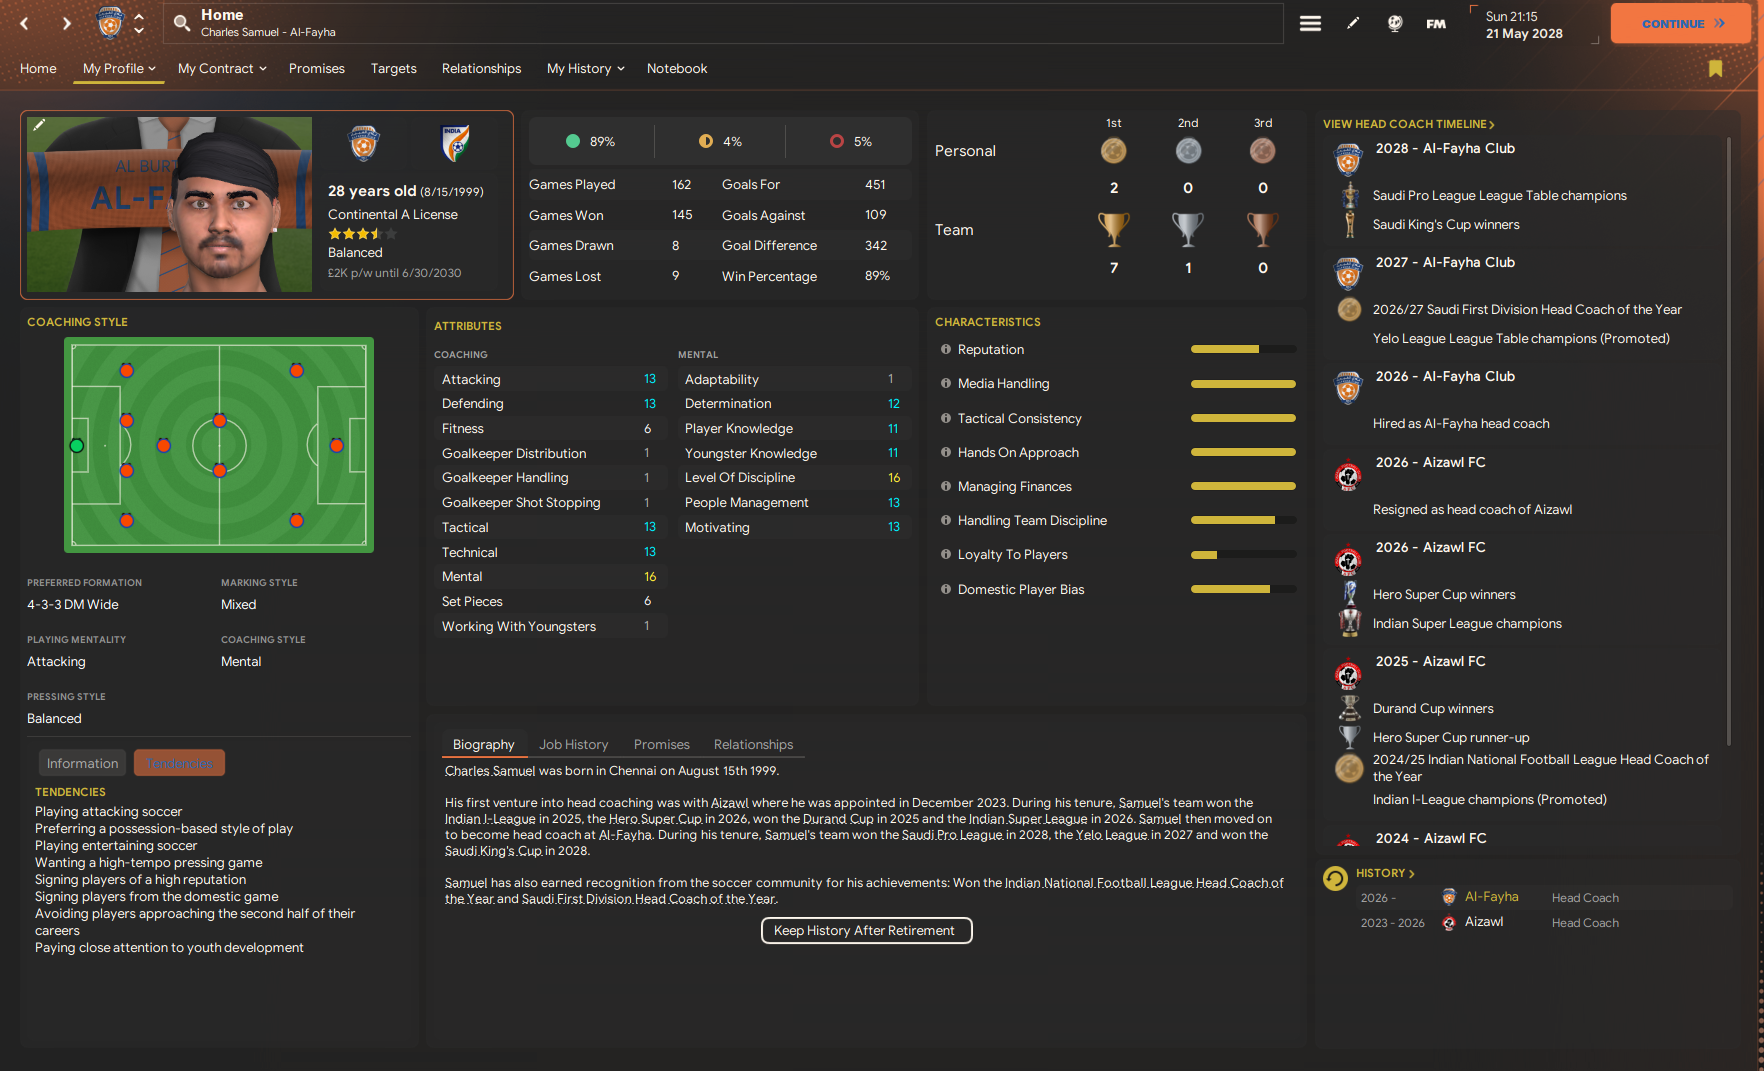 Home
Charles Samuel - Al-Fayha
FM
Sun 21:15
21 May 2028
CONTINUE
Home
My Profile
My Contract
Promises
Targets
Relationships
My History
Notebook
AL BURT
AL-F
INDIA
28 years old (8/15/1999)
Continental A License
Balanced
£2K p/w until 6/30/2030
89%
4%
5%
Games Played 162 Goals For 451
Games Won 145 Goals Against 109
Games Drawn 8 Goal Difference 342
Games Lost 9 Win Percentage 89%
1st 2nd 3rd
Personal
2 0 0
Team
7 1 0
COACHING STYLE
PREFERRED FORMATION
4-3-3 DM Wide
MARKING STYLE
Mixed
PLAYING MENTALITY
Attacking
COACHING STYLE
Mental
PRESSING STYLE
Balanced
Information
Tendencies
TENDENCIES
Playing attacking soccer
Preferring a possession-based style of play
Playing entertaining soccer
Wanting a high-tempo pressing game
Signing players of a high reputation
Signing players from the domestic game
Avoiding players approaching the second half of their
careers
Paying close attention to youth development
ATTRIBUTES
COACHING
Attacking 13
Defending 13
Fitness 6
Goalkeeper Distribution 1
Goalkeeper Handling 1
Goalkeeper Shot Stopping 1
Tactical 13
Technical 13
Mental 16
Set Pieces 6
Working With Youngsters 1
MENTAL
Adaptability 1
Determination 12
Player Knowledge 11
Youngster Knowledge 11
Level Of Discipline 16
People Management 13
Motivating 13
CHARACTERISTICS
Reputation
Media Handling
Tactical Consistency
Hands On Approach
Managing Finances
Handling Team Discipline
Loyalty To Players
Domestic Player Bias
Biography
Job History
Promises
Relationships
Charles Samuel was born in Chennai on August 15th 1999.
His first venture into head coaching was with Aizawl where he was appointed in December 2023. During his tenure, Samuel's team won the
Indian I-League in 2025, the Hero Super Cup in 2026, won the Durand Cup in 2025 and the Indian Super League in 2026. Samuel then moved on
to become head coach at Al-Fayha. During his tenure, Samuel's team won the Saudi Pro League in 2028, the Yelo League in 2027 and won the
Saudi King's Cup in 2028.
Samuel has also earned recognition from the soccer community for his achievements: Won the Indian National Football League Head Coach of
the Year and Saudi First Division Head Coach of the Year.
Keep History After Retirement
VIEW HEAD COACH TIMELINE
2028 - Al-Fayha Club
Saudi Pro League League Table champions
Saudi King's Cup winners
2027 - Al-Fayha Club
2026/27 Saudi First Division Head Coach of the Year
Yelo League League Table champions (Promoted)
2026 - Al-Fayha Club
Hired as Al-Fayha head coach
2026 - Aizawl FC
Resigned as head coach of Aizawl
2026 - Aizawl FC
Hero Super Cup winners
Indian Super League champions
2025 - Aizawl FC
Durand Cup winners
Hero Super Cup runner-up
2024/25 Indian National Football League Head Coach of
the Year
Indian I-League champions (Promoted)
2024 - Aizawl FC
HISTORY
2026 - Al-Fayha Head Coach
2023 - 2026 Aizawl Head Coach